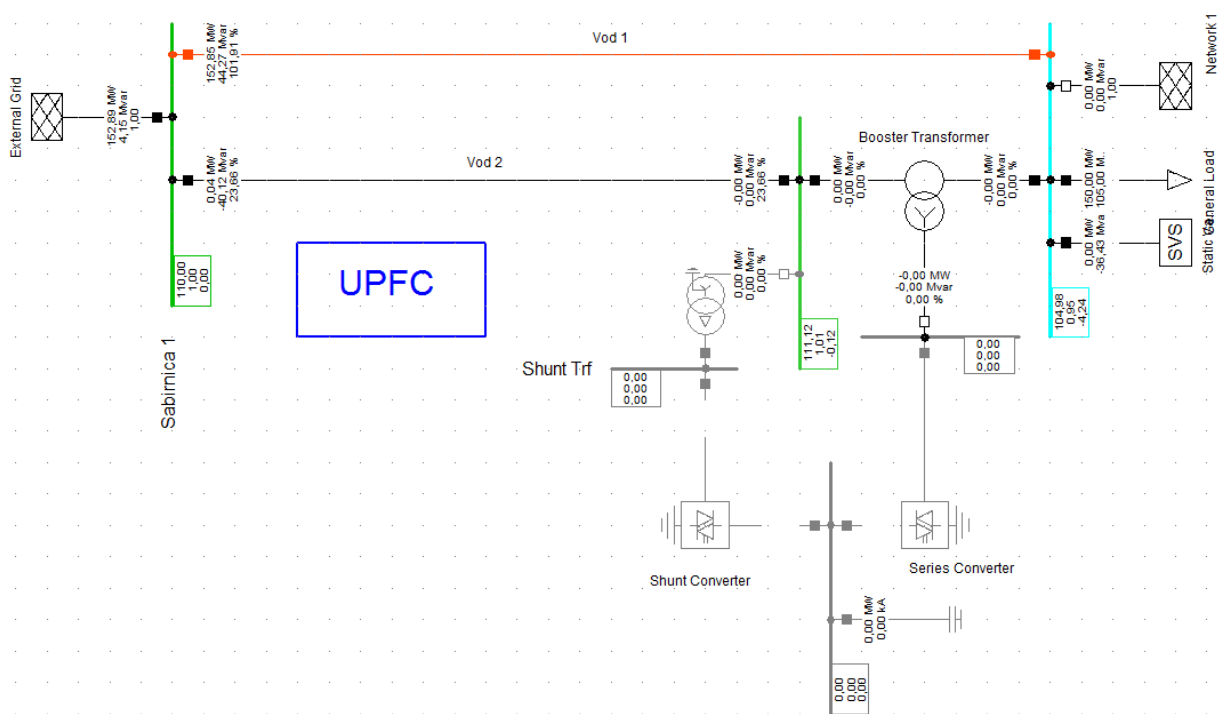 Vod 1
152,85 MW
44,27 Mvar
101,91 %
Network 1
0,00 MW
0,00 Mvar
1,00
External Grid
152,89 MW
4,15 Mvar
1,00
Booster Transformer
Vod 2
0,04 MW
-40,12 Mvar
23,66 %
-0,00 MW
0,00 Mvar
23,66 %
0,00 MW
-0,00 Mvar
0,00 %
-0,00 MW
0,00 Mvar
0,00 %
150,00 MW
105,00 M..
General Load
0,00 MW
-36,43 Mva
SVS
Static
UPFC
110,00
1,00
0,00
0,00 MW
0,00 Mvar
0,00 %
-0,00 MW
-0,00 Mvar
0,00 %
104,98
0,95
-4,24
111,12
1,01
-0,12
0,00
0,00
0,00
Sabirnica 1
Shunt Trf
0,00
0,00
0,00
Shunt Converter
Series Converter
0,00 MW
0,00 kA
0,00
0,00
0,00